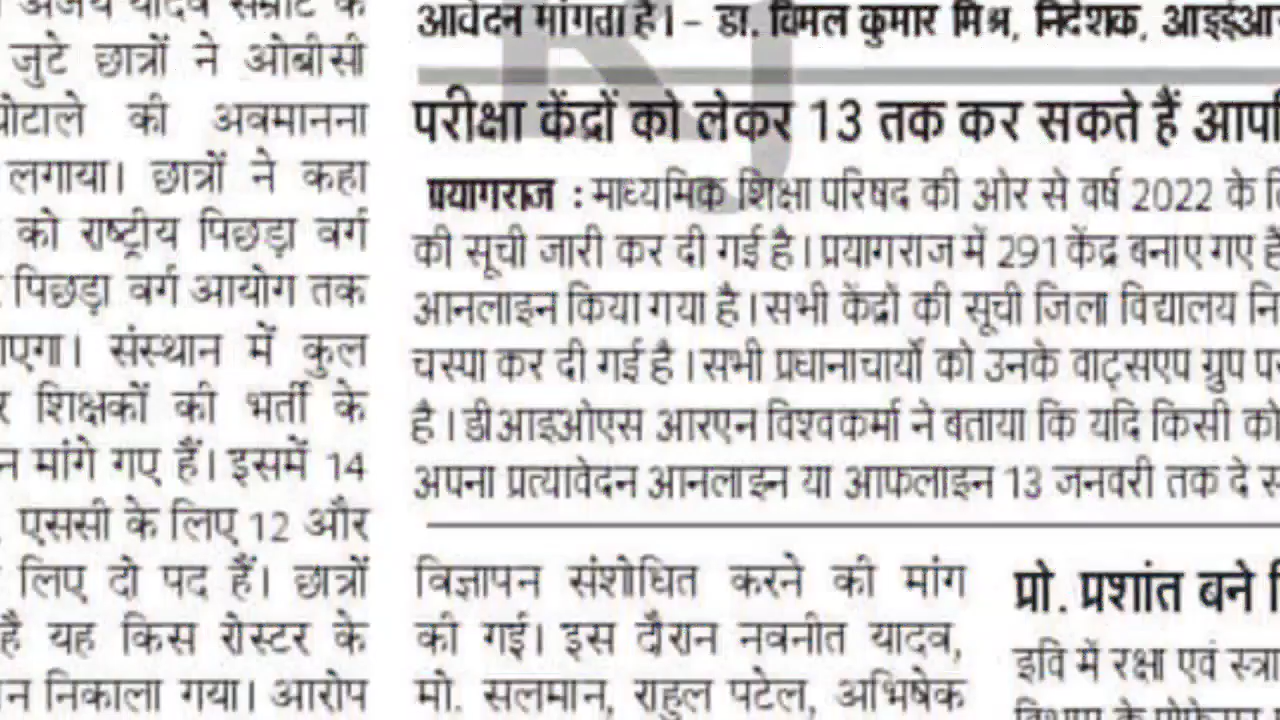 अजय यादव सम्राट के
जुटे छात्रों ने ओबीसी
की अवमानना
लगाया। छात्रों ने कहा
को राष्ट्रीय पिछड़ा वर्ग
पिछड़ा वर्ग आयोग तक
संस्थान में कुल
शिक्षकों की भर्ती के
मांगे गए हैं। इसमें 14
एससी के लिए 12 और
लिए दो पद हैं। छात्रों
है यह किस रोस्टर के
निकाला गया। आरोप
आवेदन मांगता है। - डा. विमल कुमार मिश्र, निदेशक,
परीक्षा केंद्रों को लेकर 13 तक कर सकते हैं
प्रयागराज : माध्यमिक शिक्षा परिषद की ओर से वर्ष 2022 के
की सूची जारी कर दी गई है। प्रयागराज में 291 केंद्र बनाए गए
आनलाइन किया गया है। सभी केंद्रों की सूची जिला विद्यालय
चस्पा कर दी गई है। सभी प्रधानाचार्यों को उनके वाट्सएप ग्रुप
है। डीआइओएस आरएन विश्वकर्मा ने बताया कि यदि किसी को
अपना प्रत्यावेदन आनलाइन या आफलाइन 13 जनवरी तक दे
विज्ञापन संशोधित करने की मांग
की गई। इस दौरान नवनीत यादव,
मो. सलमान, राहुल पटेल, अभिषेक
प्रो. प्रशांत बने
इवि में रक्षा एवं
विभाग के प्रोफेसर